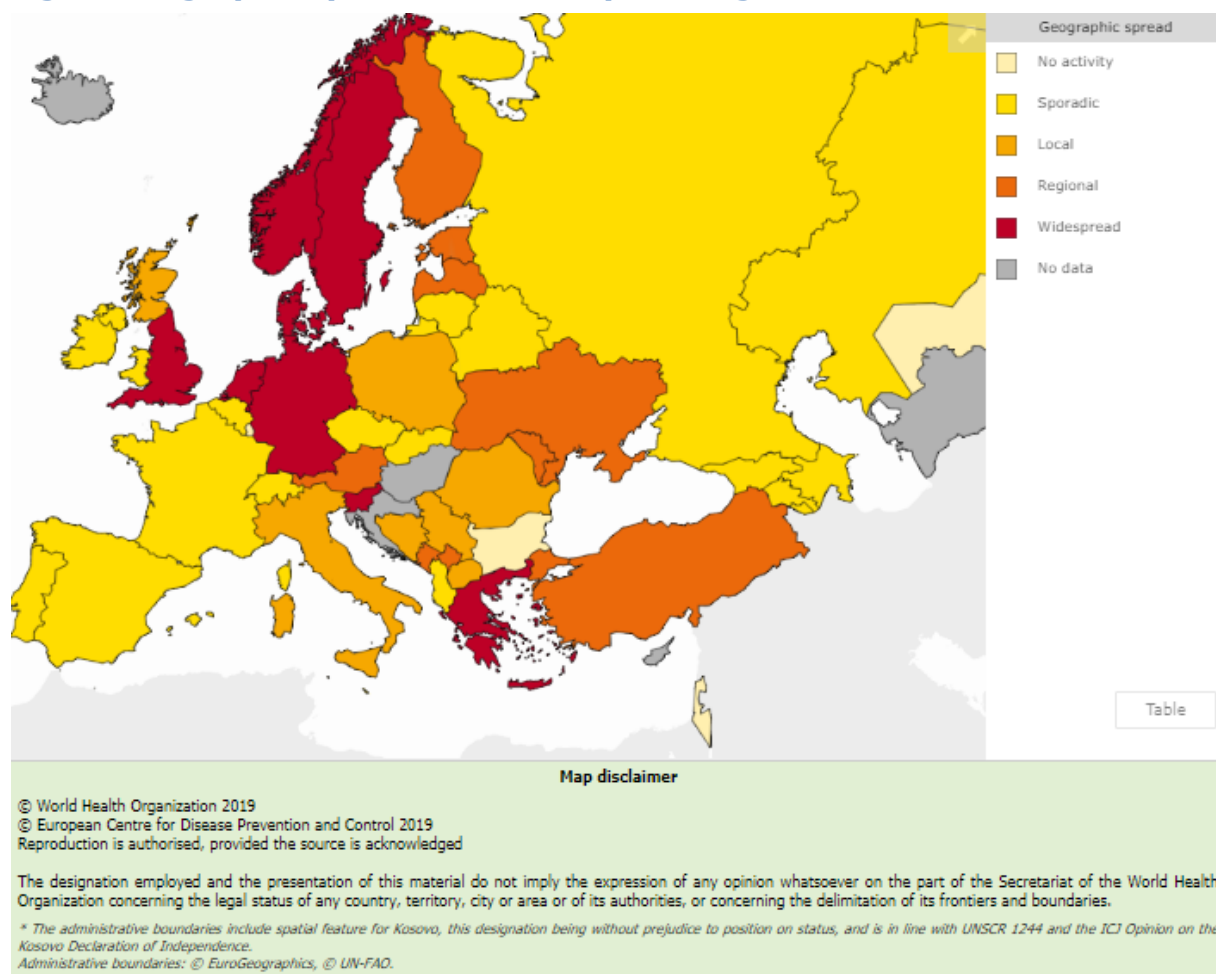 Geographic spread
No activity
Sporadic
Local
Regional
Widespread
No data
Table
Map disclaimer
© World Health Organization 2019
© European Centre for Disease Prevention and Control 2019
Reproduction is authorised, provided the source is acknowledged
The designation employed and the presentation of this material do not imply the expression of any opinion whatsoever on the part of the Secretariat of the World Health
Organization concerning the legal status of any country, territory, city or area or of its authorities, or concerning the delimitation of its frontiers and boundaries.
* The administrative boundaries include spatial feature for Kosovo, this designation being without prejudice to position on status, and is in line with UNSCR 1244 and the ICJ Opinion on the
Kosovo Declaration of Independence.
Administrative boundaries: © EuroGeographics, © UN-FAO.